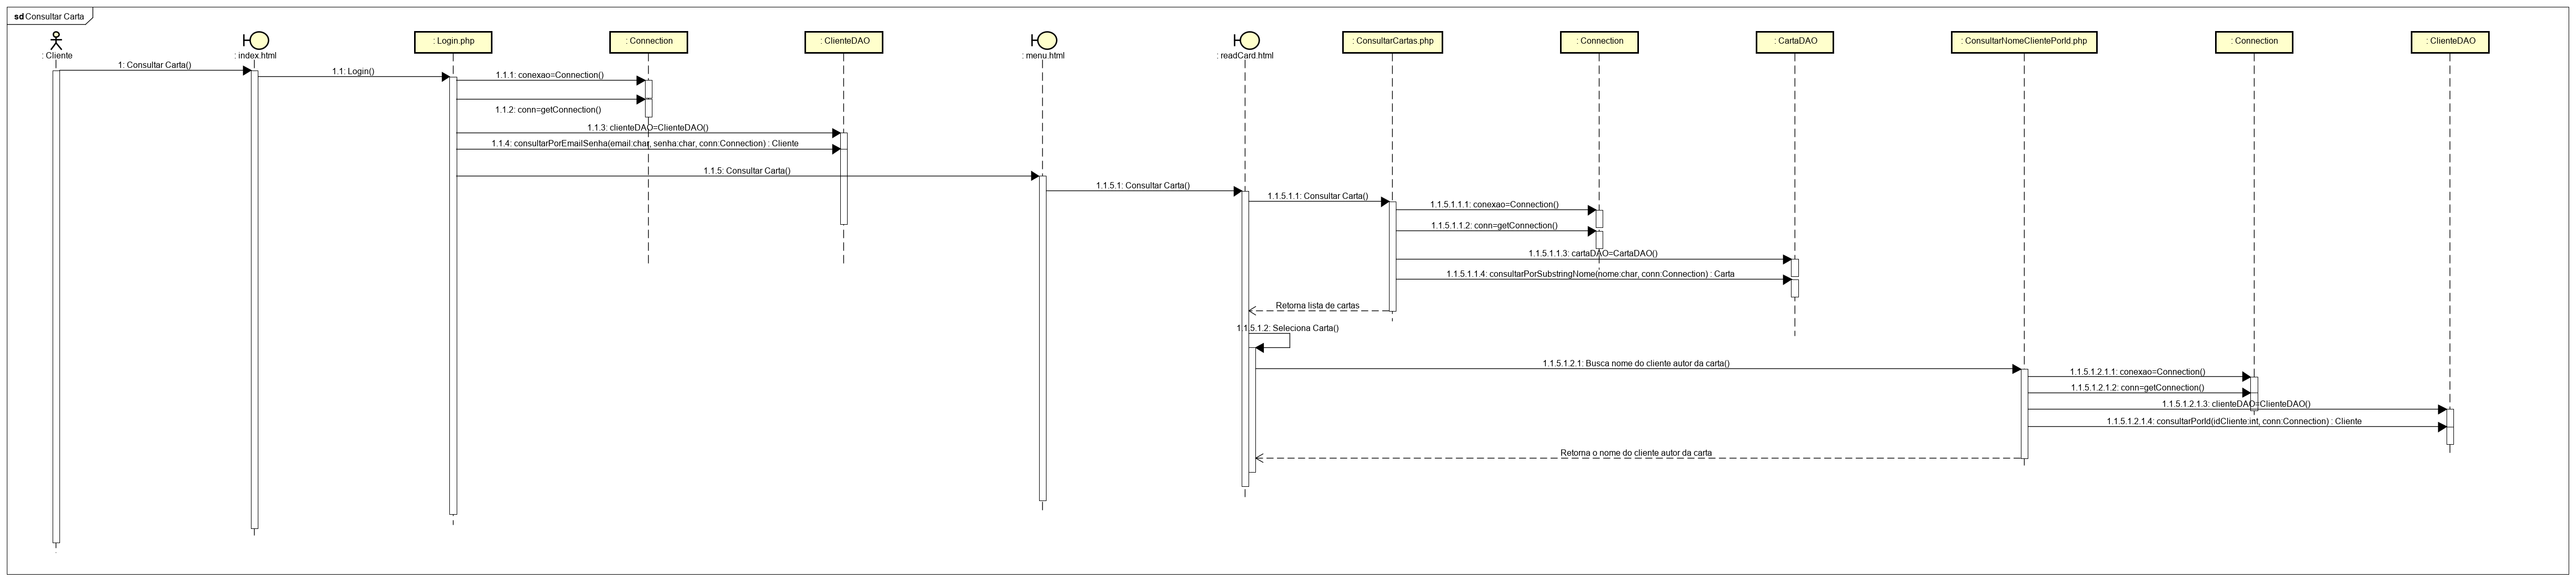 sd Consultar Carta
: Cliente
: index.html
: Login.php
: Connection
: ClienteDAO
: menu.html
: readCard.html
: ConsultarCartas.php
: Connection
: CartaDAO
: ConsultarNomeClientePorId.php
: Connection
: ClienteDAO
1: Consultar Carta()
1.1: Login()
1.1.1: conexao=Connection()
1.1.2: conn=getConnection()
1.1.3: clienteDAO=ClienteDAO()
1.1.4: consultarPorEmailSenha(email:char, senha:char, conn:Connection) : Cliente
1.1.5: Consultar Carta()
1.1.5.1: Consultar Carta()
1.1.5.1.1: Consultar Carta()
1.1.5.1.1.1: conexao=Connection()
1.1.5.1.1.2: conn=getConnection()
1.1.5.1.1.3: cartaDAO=CartaDAO()
1.1.5.1.1.4: consultarPorSubstringNome(nome:char, conn:Connection) : Carta
Retorna lista de cartas
1.1.5.1.2: Seleciona Carta()
1.1.5.1.2.1: Busca nome do cliente autor da carta()
1.1.5.1.2.1.1: conexao=Connection()
1.1.5.1.2.1.2: conn=getConnection()
1.1.5.1.2.1.3: clienteDAO=ClienteDAO()
1.1.5.1.2.1.4: consultarPorId(idCliente:int, conn:Connection) : Cliente
Retorna o nome do cliente autor da carta